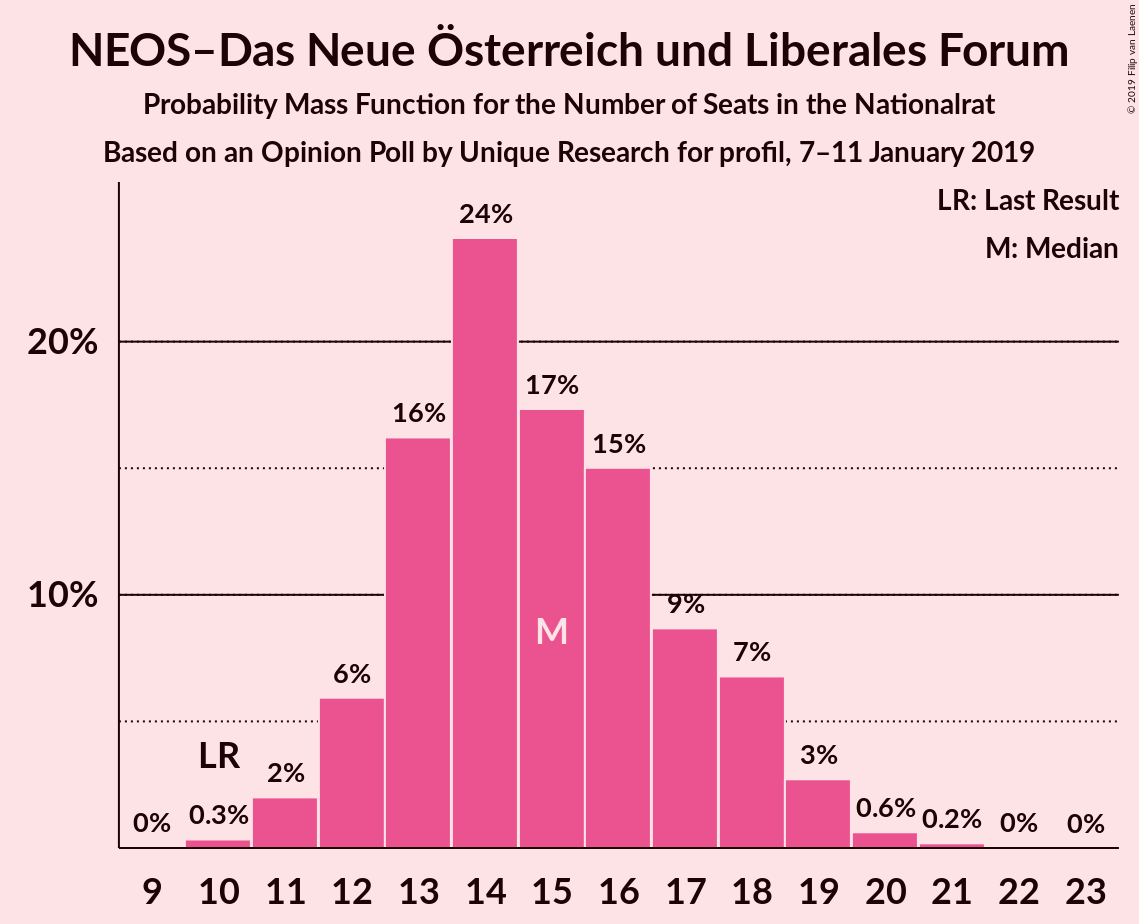 NEOS–Das Neue Österreich und Liberales Forum
Probability Mass Function for the Number of Seats in the Nationalrat
Based on an Opinion Poll by Unique Research for profil, 7–11 January 2019
© 2019 Filip van Laenen
LR: Last Result
M: Median
24%
20%
17%
16%
15%
10%
9%
M
7%
6%
LR
3%
2%
0% 0.3% 0.6% 0.2% 0% 0%
9 10 11 12 13 14 15 16 17 18 19 20 21 22 23